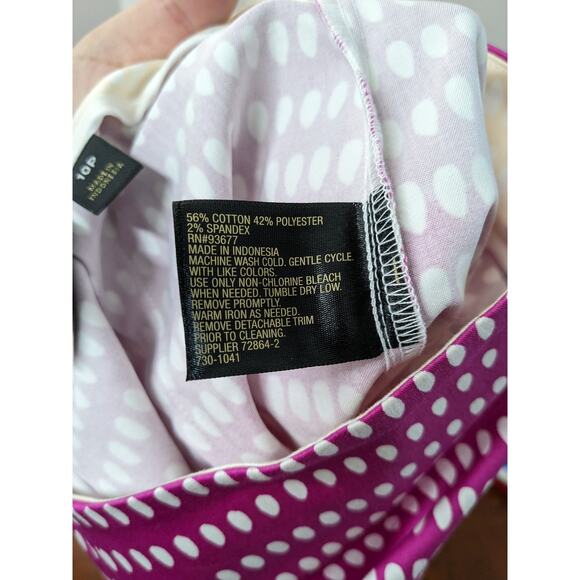 10P
MADE IN
INDONESIA
56% COTTON 42% POLYESTER
2% SPANDEX
RN#93677
MADE IN INDONESIA
MACHINE WASH COLD. GENTLE CYCLE.
WITH LIKE COLORS.
USE ONLY NON-CHLORINE BLEACH
WHEN NEEDED. TUMBLE DRY LOW.
REMOVE PROMPTLY.
WARM IRON AS NEEDED.
REMOVE DETACHABLE TRIM
PRIOR TO CLEANING.
SUPPLIER 72864-2
730-1041